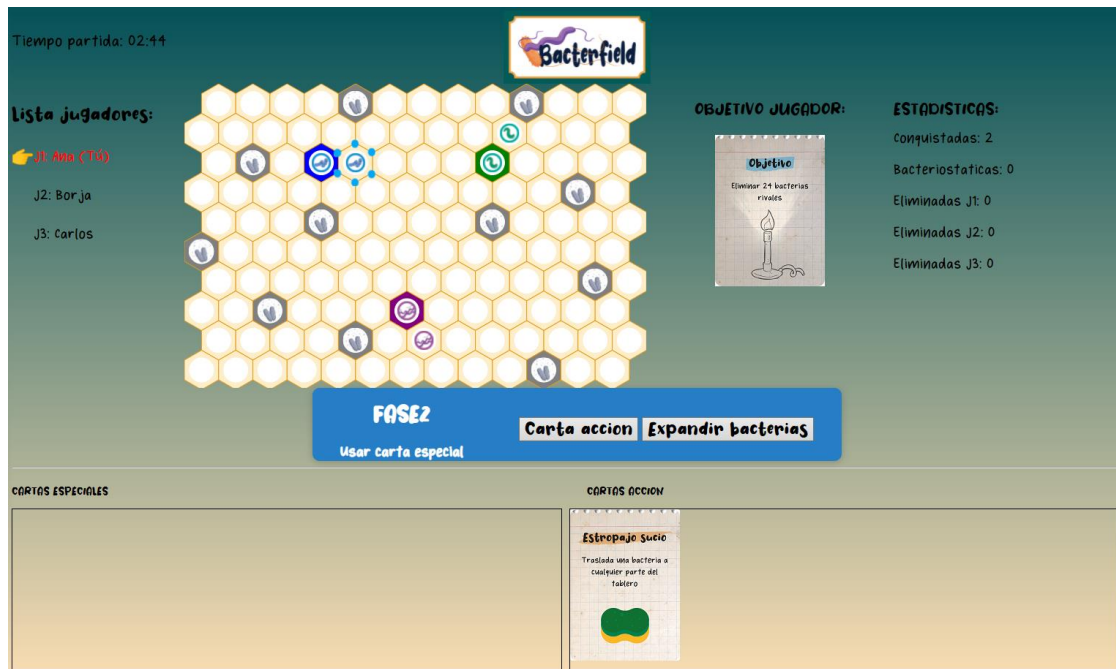 Tiempo partida: 02:44
Bacterfield
Lista jugadores:
J1: Ana (Tú)
J2: Borja
J3: Carlos
OBJETIVO JUGADOR:
Objetivo
Eliminar 24 bacterias
rivales
ESTADISTICAS:
Conquistadas: 2
Bacteriostaticas: 0
Eliminadas J1: 0
Eliminadas J2: 0
Eliminadas J3: 0
FASE2
Usar carta especial
Carta accion
Expandir bacterias
CARTAS ESPECIALES
CARTAS ACCION
Estropajo sucio
Traslada una bacteria a
cualquier parte del
tablero